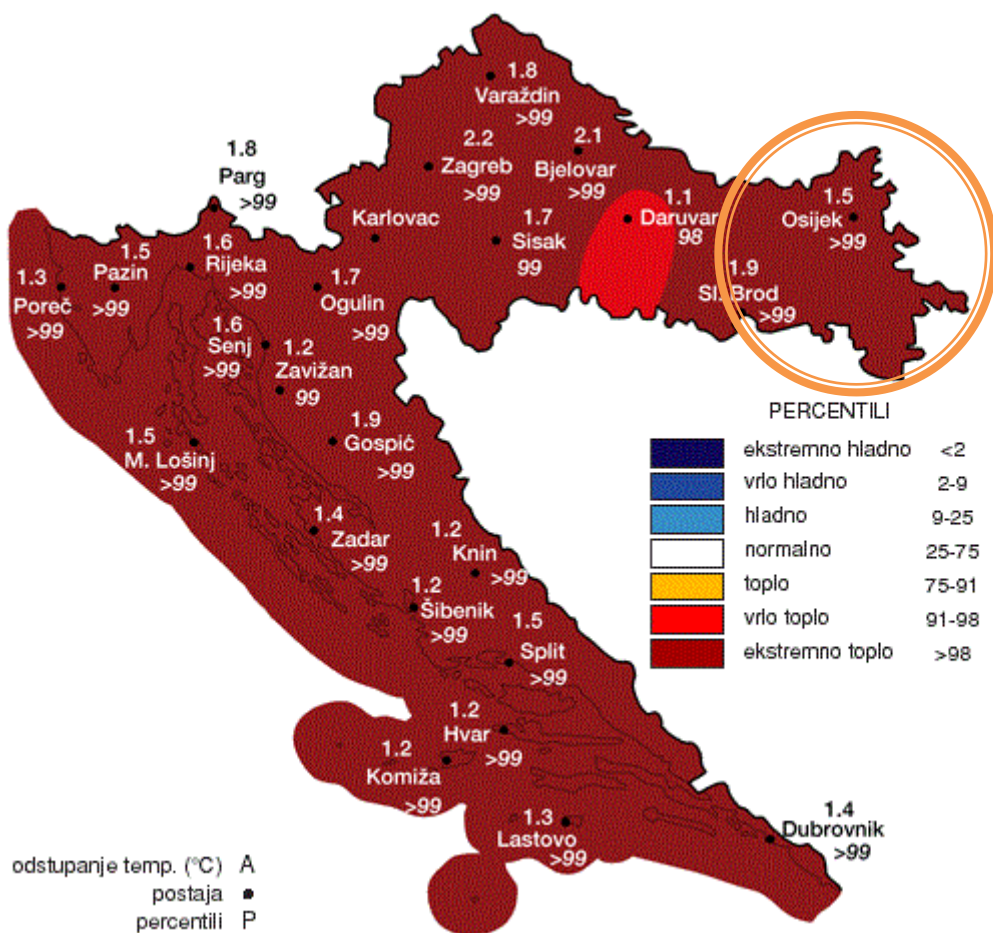 1.8
Varaždin
>99
2.2
Zagreb
>99
2.1
Bjelovar
>99
1.8
Parg
>99
Karlovac
1.7
Sisak
99
1.1
Daruvar
98
1.5
Osijek
>99
1.9
Sl. Brod
>99
1.3
Poreč
>99
1.5
Pazin
>99
1.6
Rijeka
>99
1.7
Ogulin
>99
1.6
Senj
>99
1.2
Zavižan
99
1.9
Gospić
>99
1.5
M. Lošinj
>99
1.4
Zadar
>99
1.2
Knin
>99
1.2
Šibenik
>99
1.5
Split
>99
1.2
Hvar
>99
1.2
Komiža
>99
1.3
Lastovo
>99
1.4
Dubrovnik
>99
PERCENTILI
ekstremno hladno <2
vrlo hladno 2-9
hladno 9-25
normalno 25-75
toplo 75-91
vrlo toplo 91-98
ekstremno toplo >98
odstupanje temp. (°C) A
postaja
percentili P